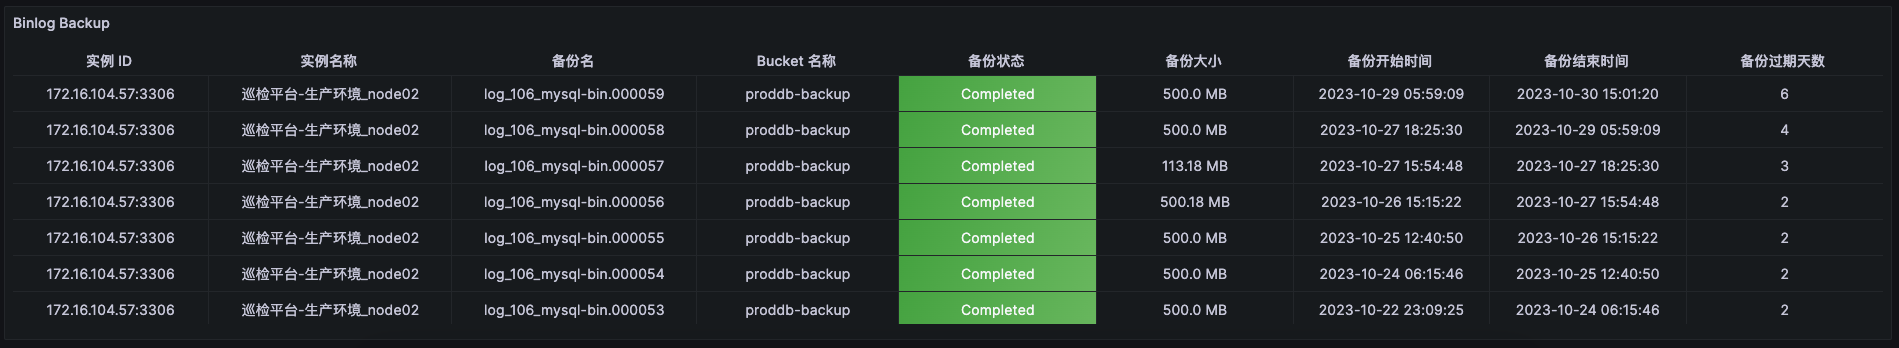 Binlog Backup
实例 ID 实例名称 备份名 Bucket 名称 备份状态 备份大小 备份开始时间 备份结束时间 备份过期天数
172.16.104.57:3306 巡检平台-生产环境_node02 log_106_mysql-bin.000059 proddb-backup Completed 500.0 MB 2023-10-29 05:59:09 2023-10-30 15:01:20 6
172.16.104.57:3306 巡检平台-生产环境_node02 log_106_mysql-bin.000058 proddb-backup Completed 500.0 MB 2023-10-27 18:25:30 2023-10-29 05:59:09 4
172.16.104.57:3306 巡检平台-生产环境_node02 log_106_mysql-bin.000057 proddb-backup Completed 113.18 MB 2023-10-27 15:54:48 2023-10-27 18:25:30 3
172.16.104.57:3306 巡检平台-生产环境_node02 log_106_mysql-bin.000056 proddb-backup Completed 500.18 MB 2023-10-26 15:15:22 2023-10-27 15:54:48 2
172.16.104.57:3306 巡检平台-生产环境_node02 log_106_mysql-bin.000055 proddb-backup Completed 500.0 MB 2023-10-25 12:40:50 2023-10-26 15:15:22 2
172.16.104.57:3306 巡检平台-生产环境_node02 log_106_mysql-bin.000054 proddb-backup Completed 500.0 MB 2023-10-24 06:15:46 2023-10-25 12:40:50 2
172.16.104.57:3306 巡检平台-生产环境_node02 log_106_mysql-bin.000053 proddb-backup Completed 500.0 MB 2023-10-22 23:09:25 2023-10-24 06:15:46 2